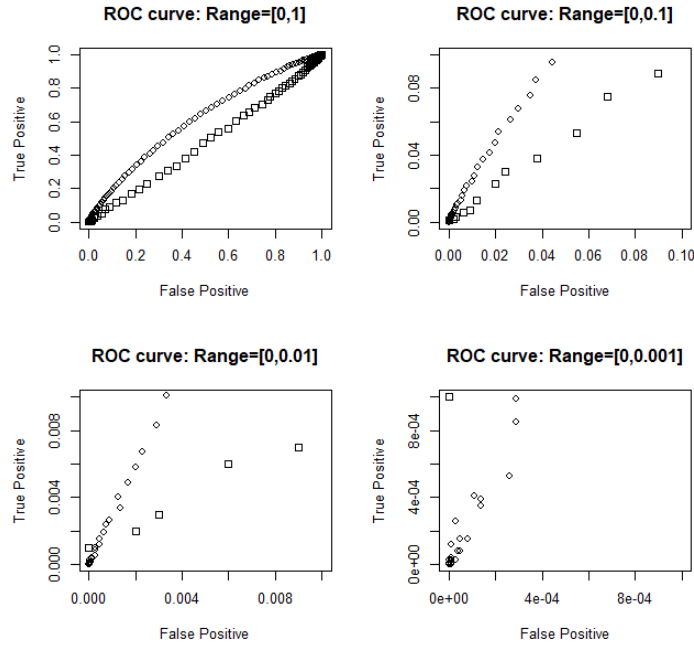 ROC curve: Range=[0,1]
True Positive
0.0 0.2 0.4 0.6 0.8 1.0
0.0 0.2 0.4 0.6 0.8 1.0
False Positive
ROC curve: Range=[0,0.1]
True Positive
0.00 0.04 0.08
0.00 0.02 0.04 0.06 0.08 0.10
False Positive
ROC curve: Range=[0,0.01]
True Positive
0.000 0.004 0.008
0.000 0.004 0.008
False Positive
ROC curve: Range=[0,0.001]
True Positive
0e+00 4e-04 8e-04
0e+00 4e-04 8e-04
False Positive